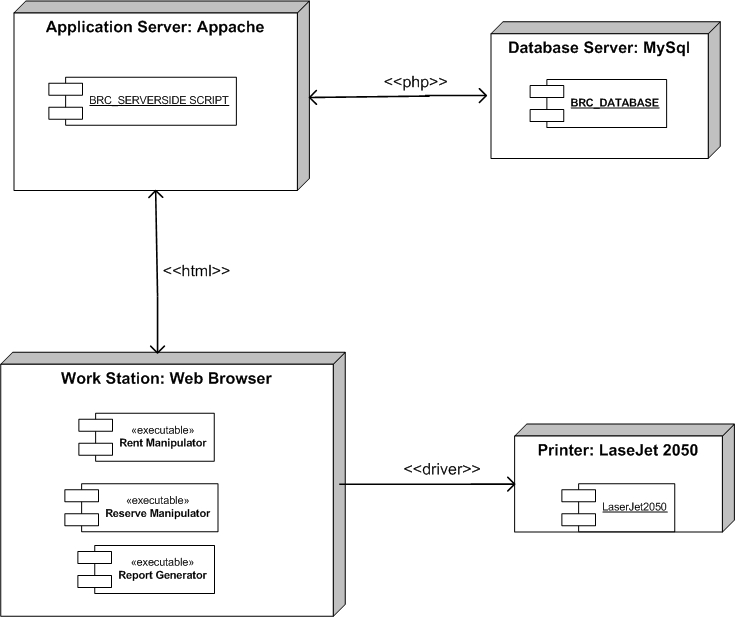 Application Server: Appache
BRC_SERVERSIDE SCRIPT
<<php>>
Database Server: MySql
BRC_DATABASE
<<html>>
Work Station: Web Browser
«executable»
Rent Manipulator
«executable»
Reserve Manipulator
«executable»
Report Generator
<<driver>>
Printer: LaseJet 2050
LaserJet2050